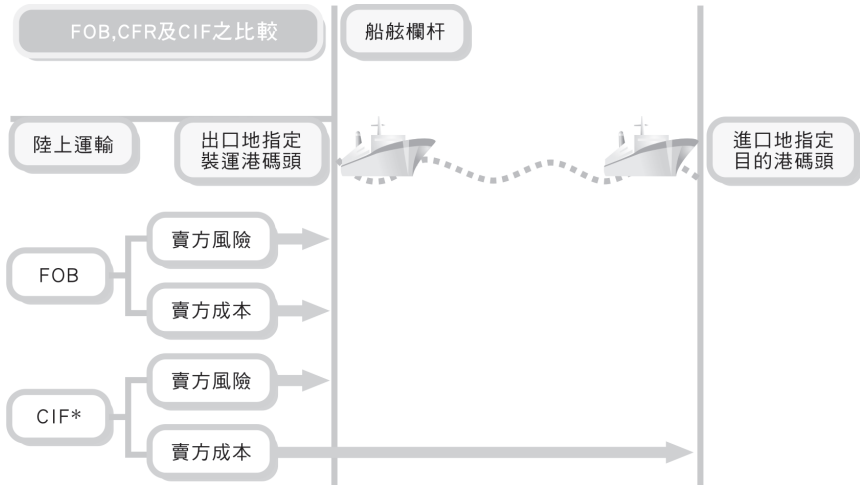 FOB,CFR及CIF之比較
船舷欄杆
陸上運輸
出口地指定
裝運港碼頭
進口地指定
目的港碼頭
FOB
賣方風險
賣方成本
CIF*
賣方風險
賣方成本